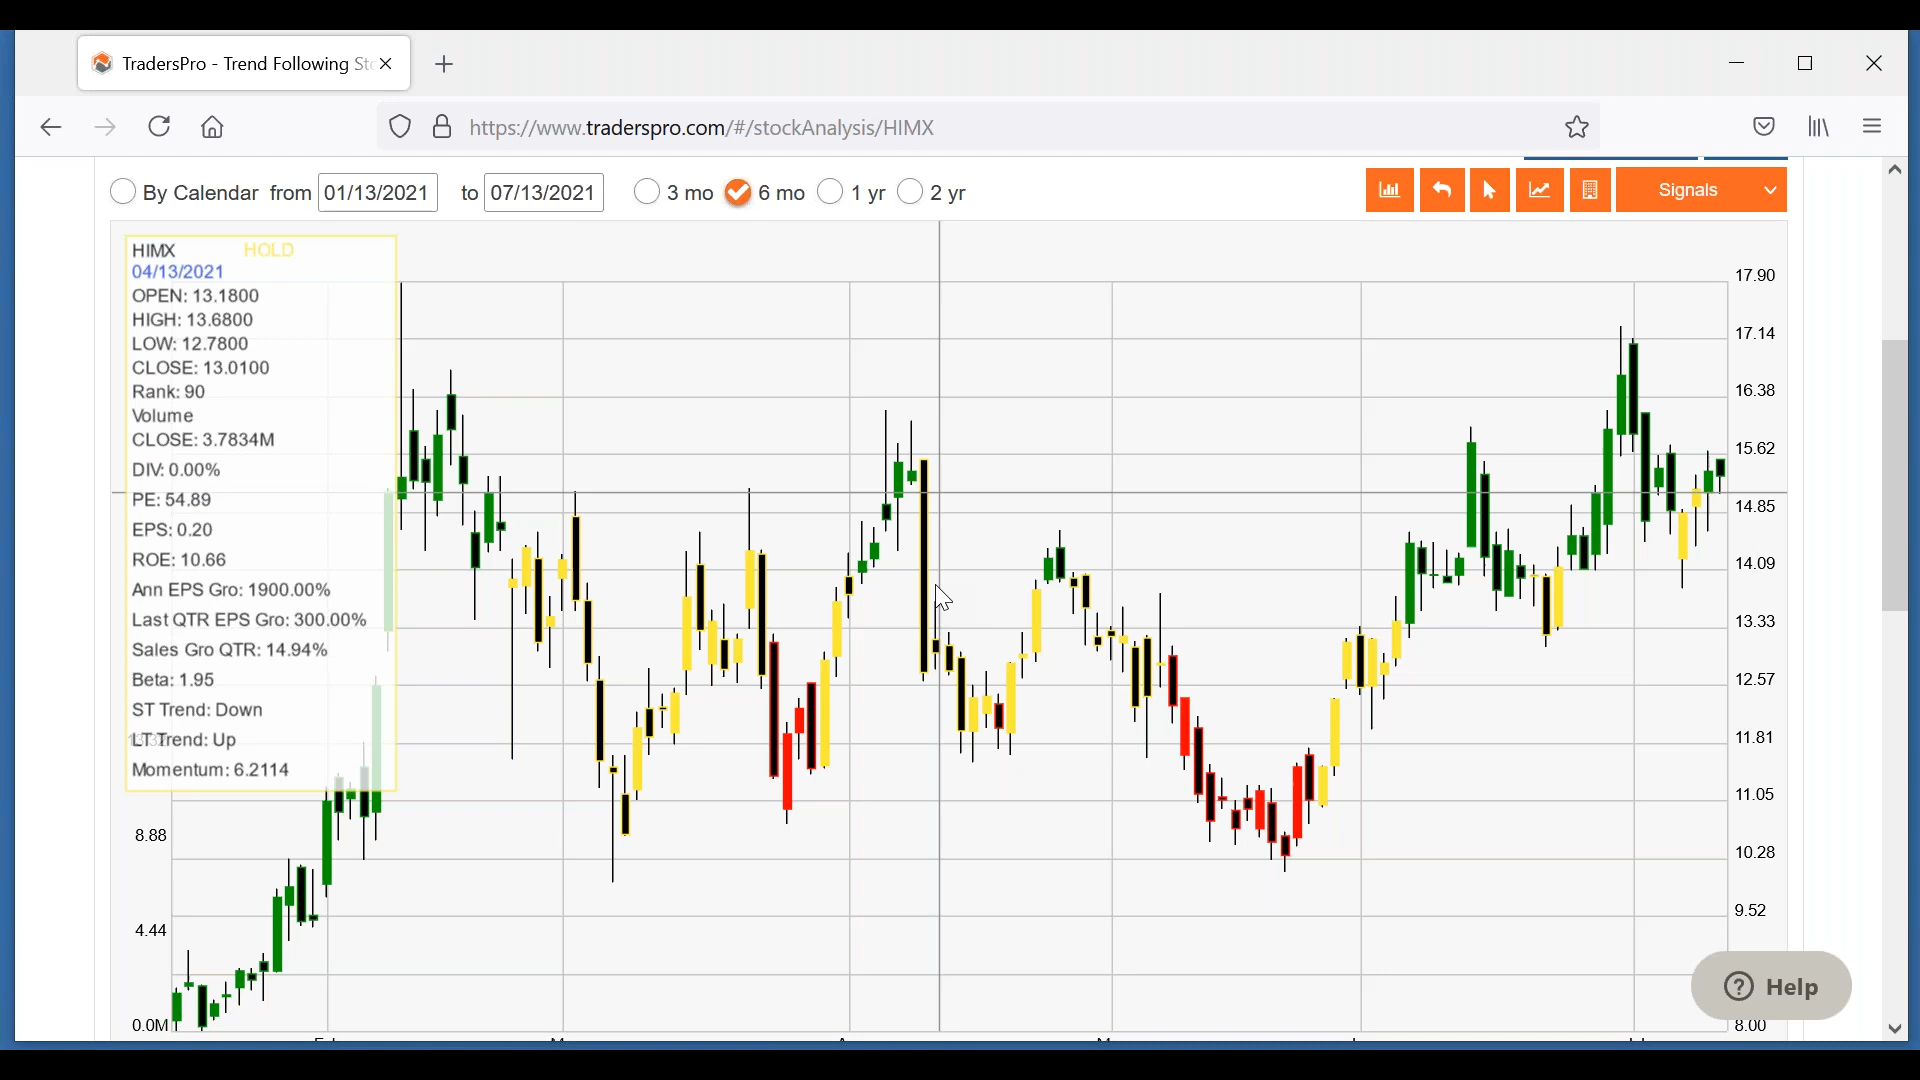 TradersPro - Trend Following Sto
https://www.traderspro.com/#/stockAnalysis/HIMX
By Calendar from 01/13/2021 to 07/13/2021 3 mo 6 mo 1 yr 2 yr Signals
HIMX HOLD
04/13/2021
OPEN: 13.1800
HIGH: 13.6800
LOW: 12.7800
CLOSE: 13.0100
Rank: 90
Volume
CLOSE: 3.7834M
DIV: 0.00%
PE: 54.89
EPS: 0.20
ROE: 10.66
Ann EPS Gro: 1900.00%
Last QTR EPS Gro: 300.00%
Sales Gro QTR: 14.94%
Beta: 1.95
ST Trend: Down
LT Trend: Up
Momentum: 6.2114
8.88
4.44
0.0M
17.90
17.14
16.38
15.62
14.85
14.09
13.33
12.57
11.81
11.05
10.28
9.52
8.00
Help